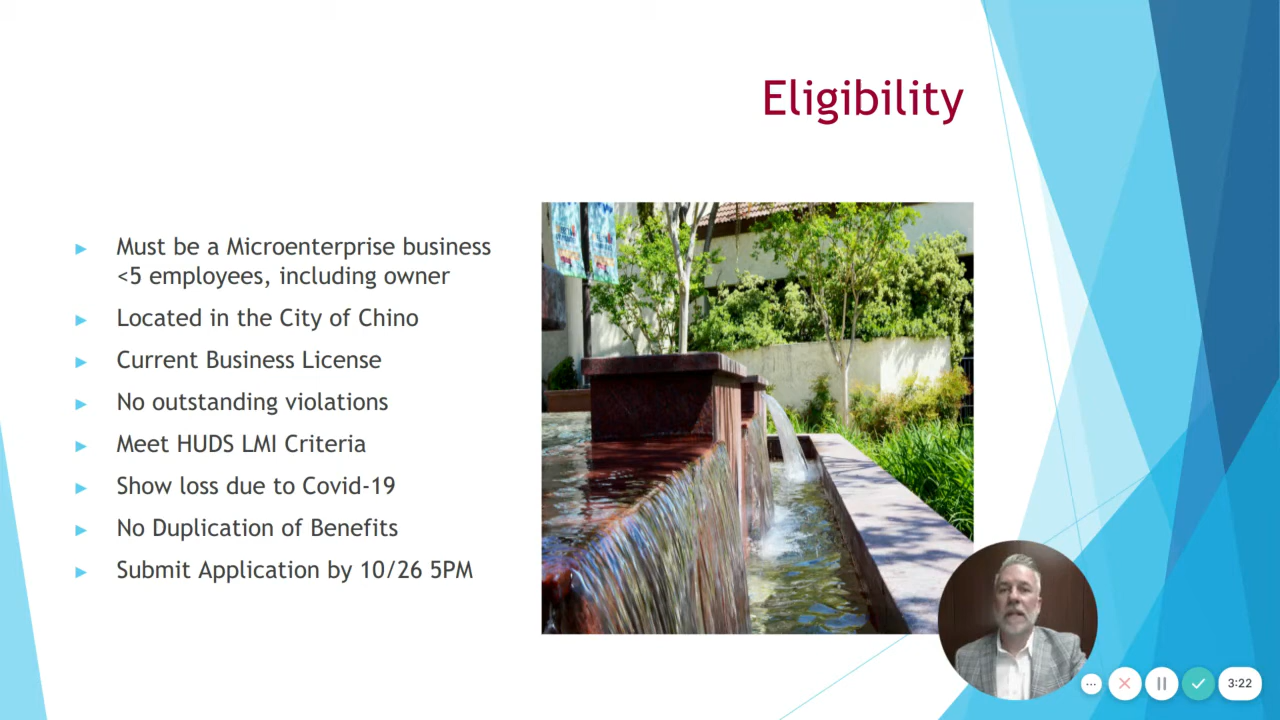 Eligibility
Must be a Microenterprise business
<5 employees, including owner
Located in the City of Chino
Current Business License
No outstanding violations
Meet HUDS LMI Criteria
Show loss due to Covid-19
No Duplication of Benefits
Submit Application by 10/26 5PM
3:22